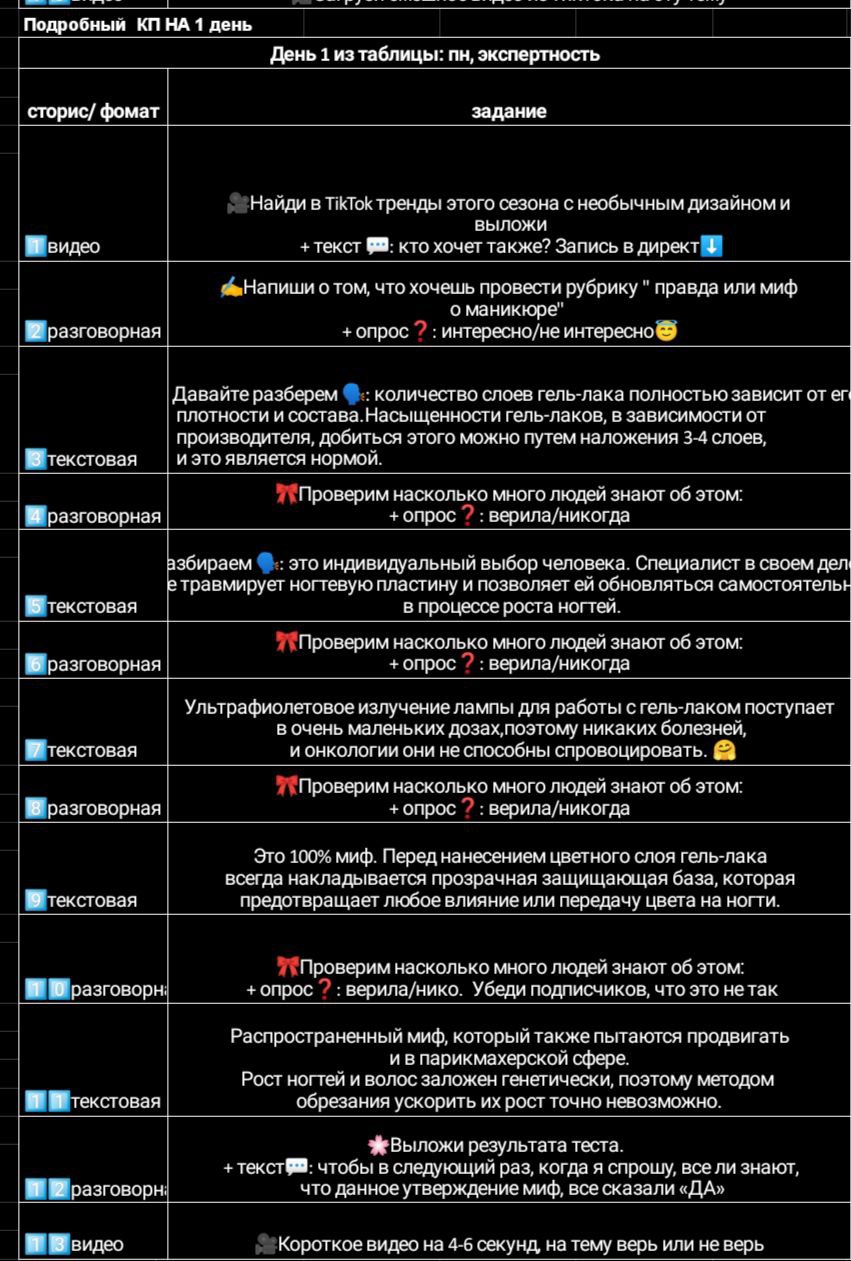 Подробный КП НА 1 день
День 1 из таблицы: пн, экспертность
сторис/ фомат
задание
1️⃣видео
🎥Найди в TikTok тренды этого сезона с необычным дизайном и
выложи
+ текст 💬: кто хочет также? Запись в директ⬇️
2️⃣разговорная
✍️Напиши о том, что хочешь провести рубрику " правда или миф
о маникюре"
+ опрос❓: интересно/не интересно😇
3️⃣текстовая
Давайте разберем 🗣️: количество слоев гель-лака полностью зависит от его
плотности и состава.Насыщенности гель-лаков, в зависимости от
производителя, добиться этого можно путем наложения 3-4 слоев,
и это является нормой.
4️⃣разговорная
🎀Проверим насколько много людей знают об этом:
+ опрос❓: верила/никогда
5️⃣текстовая
азбираем 🗣️: это индивидуальный выбор человека. Специалист в своем дел
е травмирует ногтевую пластину и позволяет ей обновляться самостоятельн
в процессе роста ногтей.
6️⃣разговорная
🎀Проверим насколько много людей знают об этом:
+ опрос❓: верила/никогда
7️⃣текстовая
Ультрафиолетовое излучение лампы для работы с гель-лаком поступает
в очень маленьких дозах,поэтому никаких болезней,
и онкологии они не способны спровоцировать. 🤗
8️⃣разговорная
🎀Проверим насколько много людей знают об этом:
+ опрос❓: верила/никогда
9️⃣текстовая
Это 100% миф. Перед нанесением цветного слоя гель-лака
всегда накладывается прозрачная защищающая база, которая
предотвращает любое влияние или передачу цвета на ногти.
1️⃣0️⃣разговорна
🎀Проверим насколько много людей знают об этом:
+ опрос❓: верила/нико. Убеди подписчиков, что это не так
1️⃣1️⃣текстовая
Распространенный миф, который также пытаются продвигать
и в парикмахерской сфере.
Рост ногтей и волос заложен генетически, поэтому методом
обрезания ускорить их рост точно невозможно.
1️⃣2️⃣разговорна
🌸Выложи результата теста.
+ текст💬: чтобы в следующий раз, когда я спрошу, все ли знают,
что данное утверждение миф, все сказали «ДА»
1️⃣3️⃣видео
🎥Короткое видео на 4-6 секунд, на тему верь или не верь